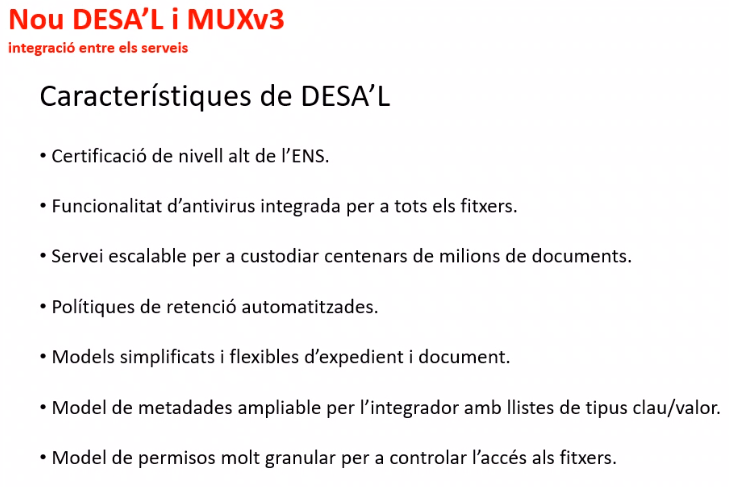 Nou DESA’L i MUXv3
integració entre els serveis
Característiques de DESA’L
• Certificació de nivell alt de l’ENS.
• Funcionalitat d’antivirus integrada per a tots els fitxers.
• Servei escalable per a custodiar centenars de milions de documents.
• Polítiques de retenció automatitzades.
• Models simplificats i flexibles d’expedient i document.
• Model de metadades ampliable per l’integrador amb llistes de tipus clau/valor.
• Model de permisos molt granular per a controlar l’accés als fitxers.